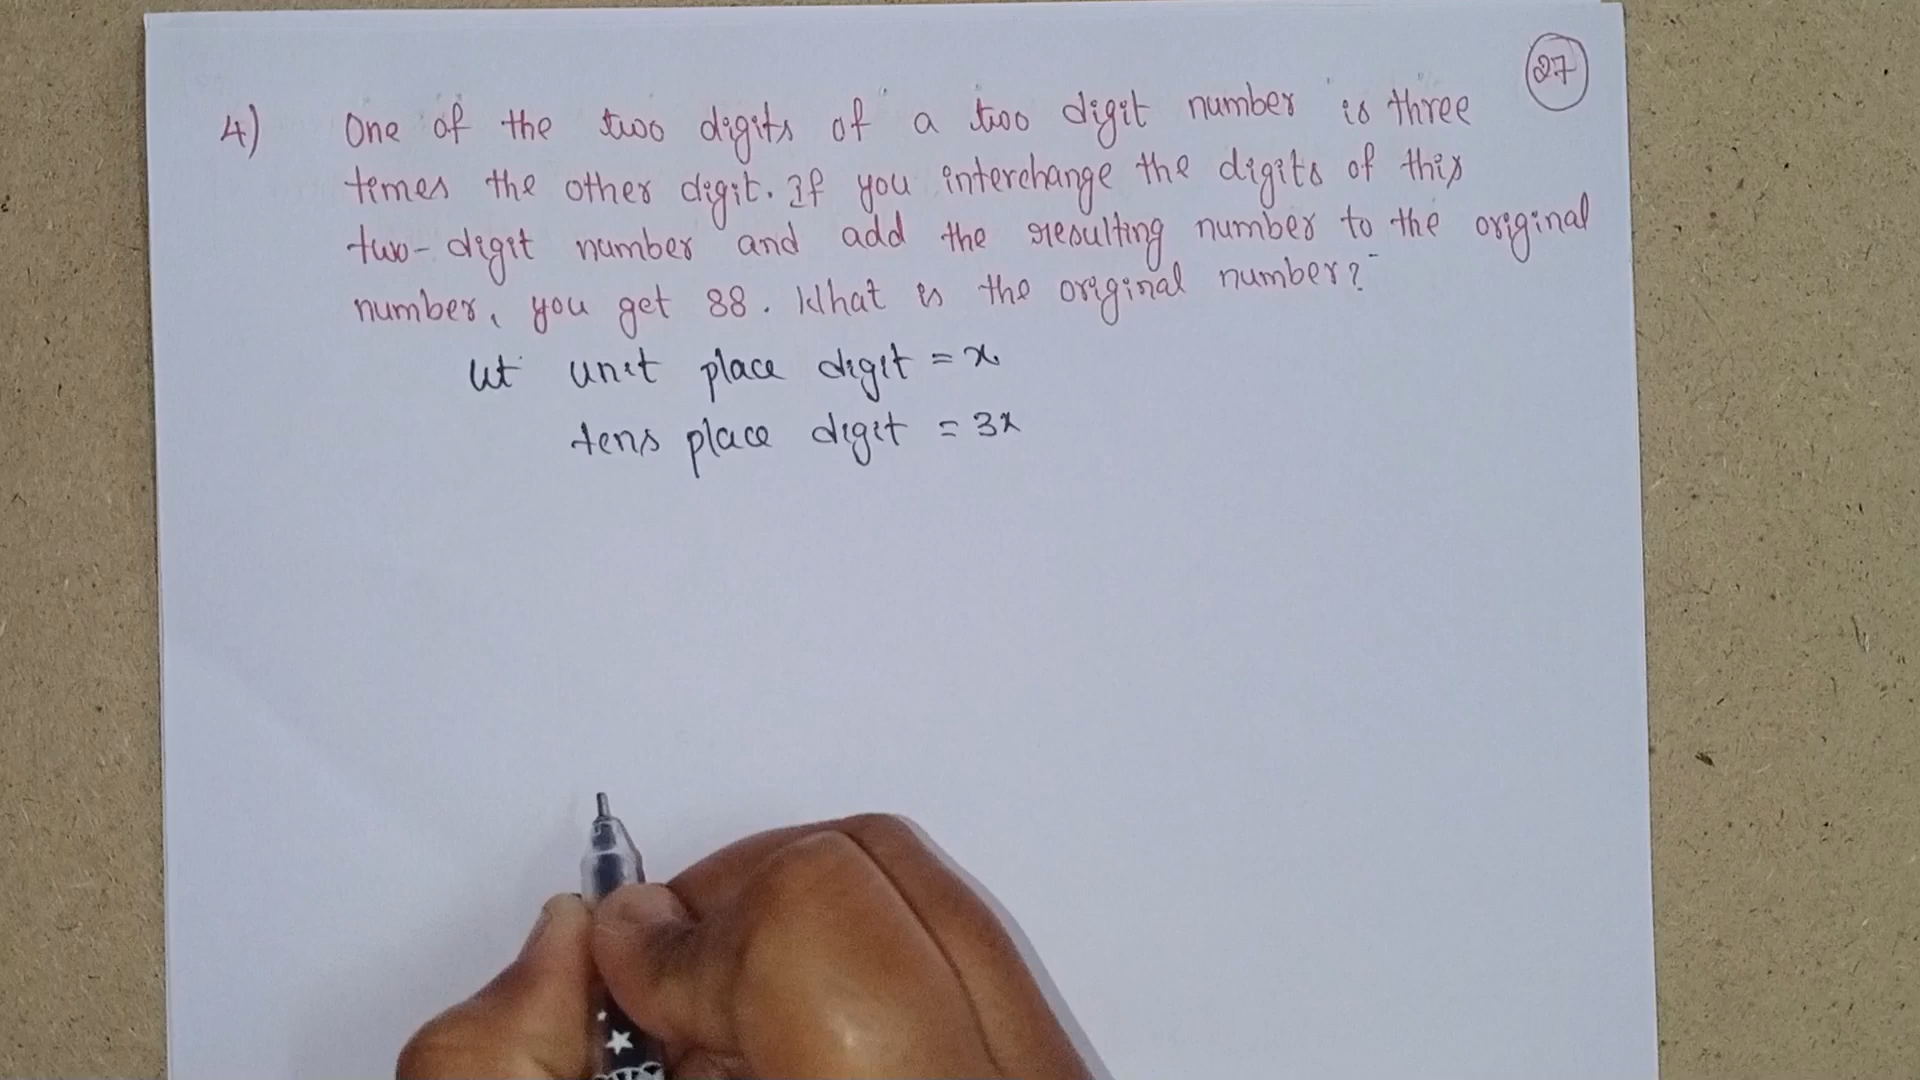 27
4) One of the two digits of a two digit number is three
times the other digit. If you interchange the digits of this
two-digit number and add the resulting number to the original
number, you get 88. What is the original number?
let unit place digit = x
tens place digit = 3x